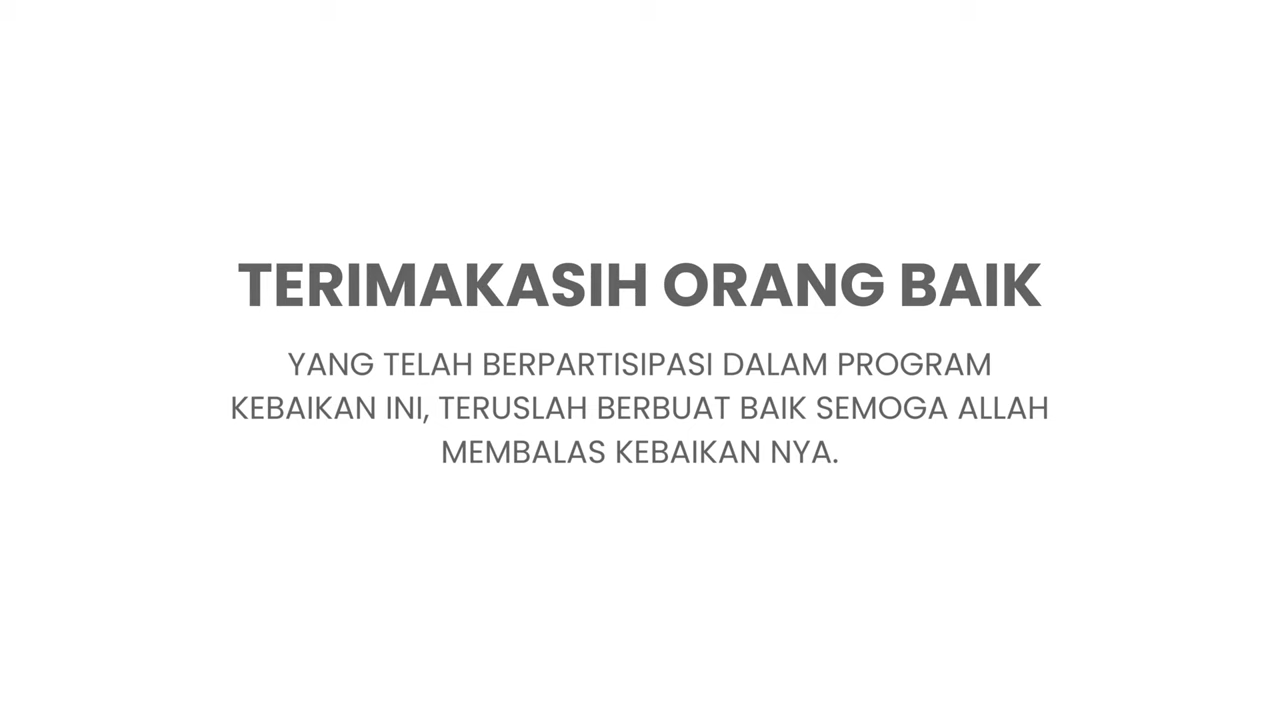 TERIMAKASIH ORANG BAIK
YANG TELAH BERPARTISIPASI DALAM PROGRAM
KEBAIKAN INI, TERUSLAH BERBUAT BAIK SEMOGA ALLAH
MEMBALAS KEBAIKAN NYA.